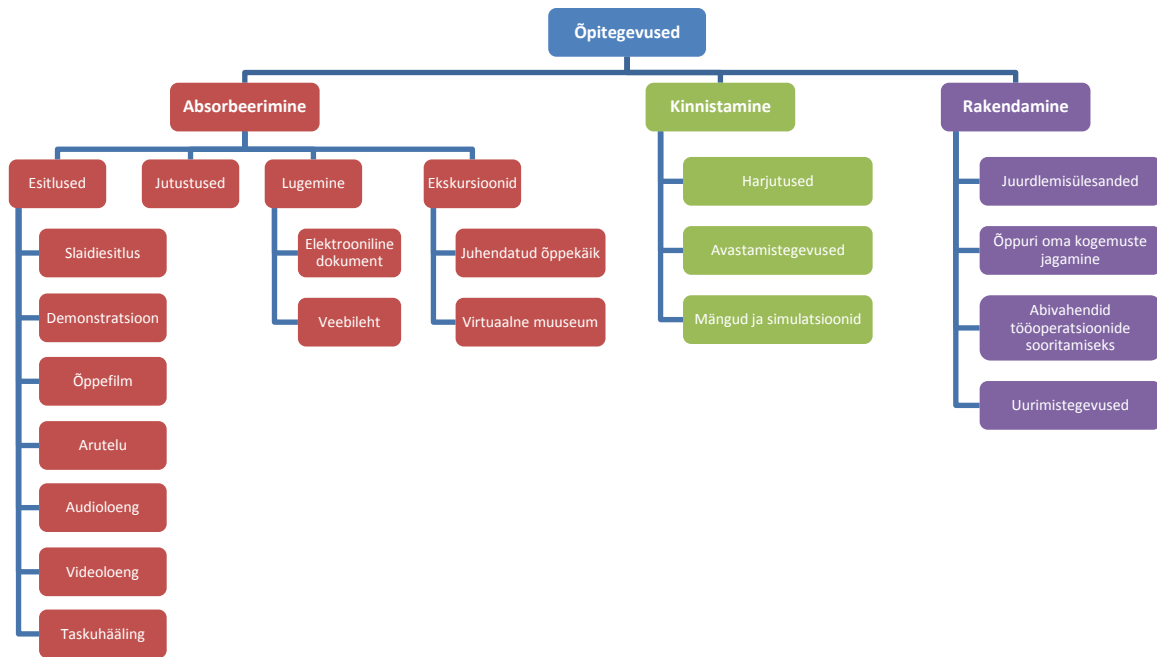 Õpitegevused
Absorbeerimine
Kinnistamine
Rakendamine
Esitlused
Jutustused
Lugemine
Ekskursioonid
Slaidiesitlus
Demonstratsioon
Õppefilm
Arutelu
Audioloeng
Videoloeng
Taskuhääling
Elektrooniline
dokument
Veebileht
Juhendatud õppekäik
Virtuaalne muuseum
Harjutused
Avastamistegevused
Mängud ja simulatsioonid
Juurdlemisülesanded
Õppuri oma kogemuste
jagamine
Abivahendid
tööoperatsioonide
sooritamiseks
Uurimistegevused